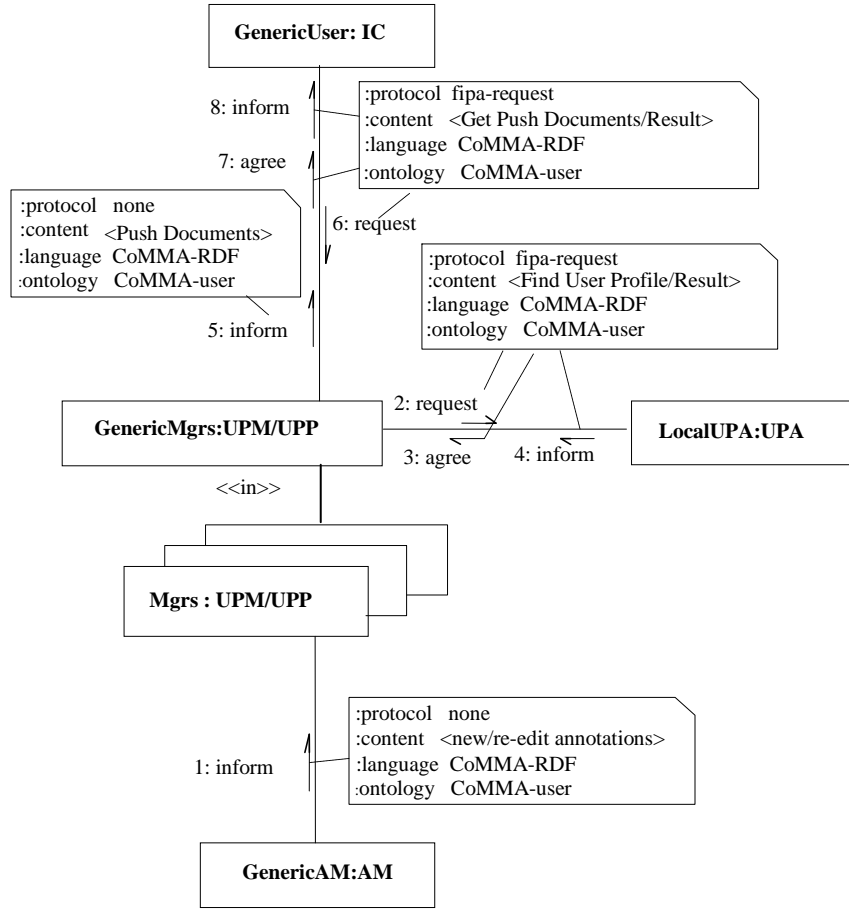 GenericUser: IC
8: inform
:protocol fipa-request
:content <Get Push Documents/Result>
:language CoMMA-RDF
:ontology CoMMA-user
7: agree
6: request
:protocol none
:content <Push Documents>
:language CoMMA-RDF
:ontology CoMMA-user
5: inform
:protocol fipa-request
:content <Find User Profile/Result>
:language CoMMA-RDF
:ontology CoMMA-user
GenericMgrs:UPM/UPP
2: request
3: agree
4: inform
LocalUPA:UPA
<<in>>
Mgrs : UPM/UPP
1: inform
:protocol none
:content <new/re-edit annotations>
:language CoMMA-RDF
:ontology CoMMA-user
GenericAM:AM